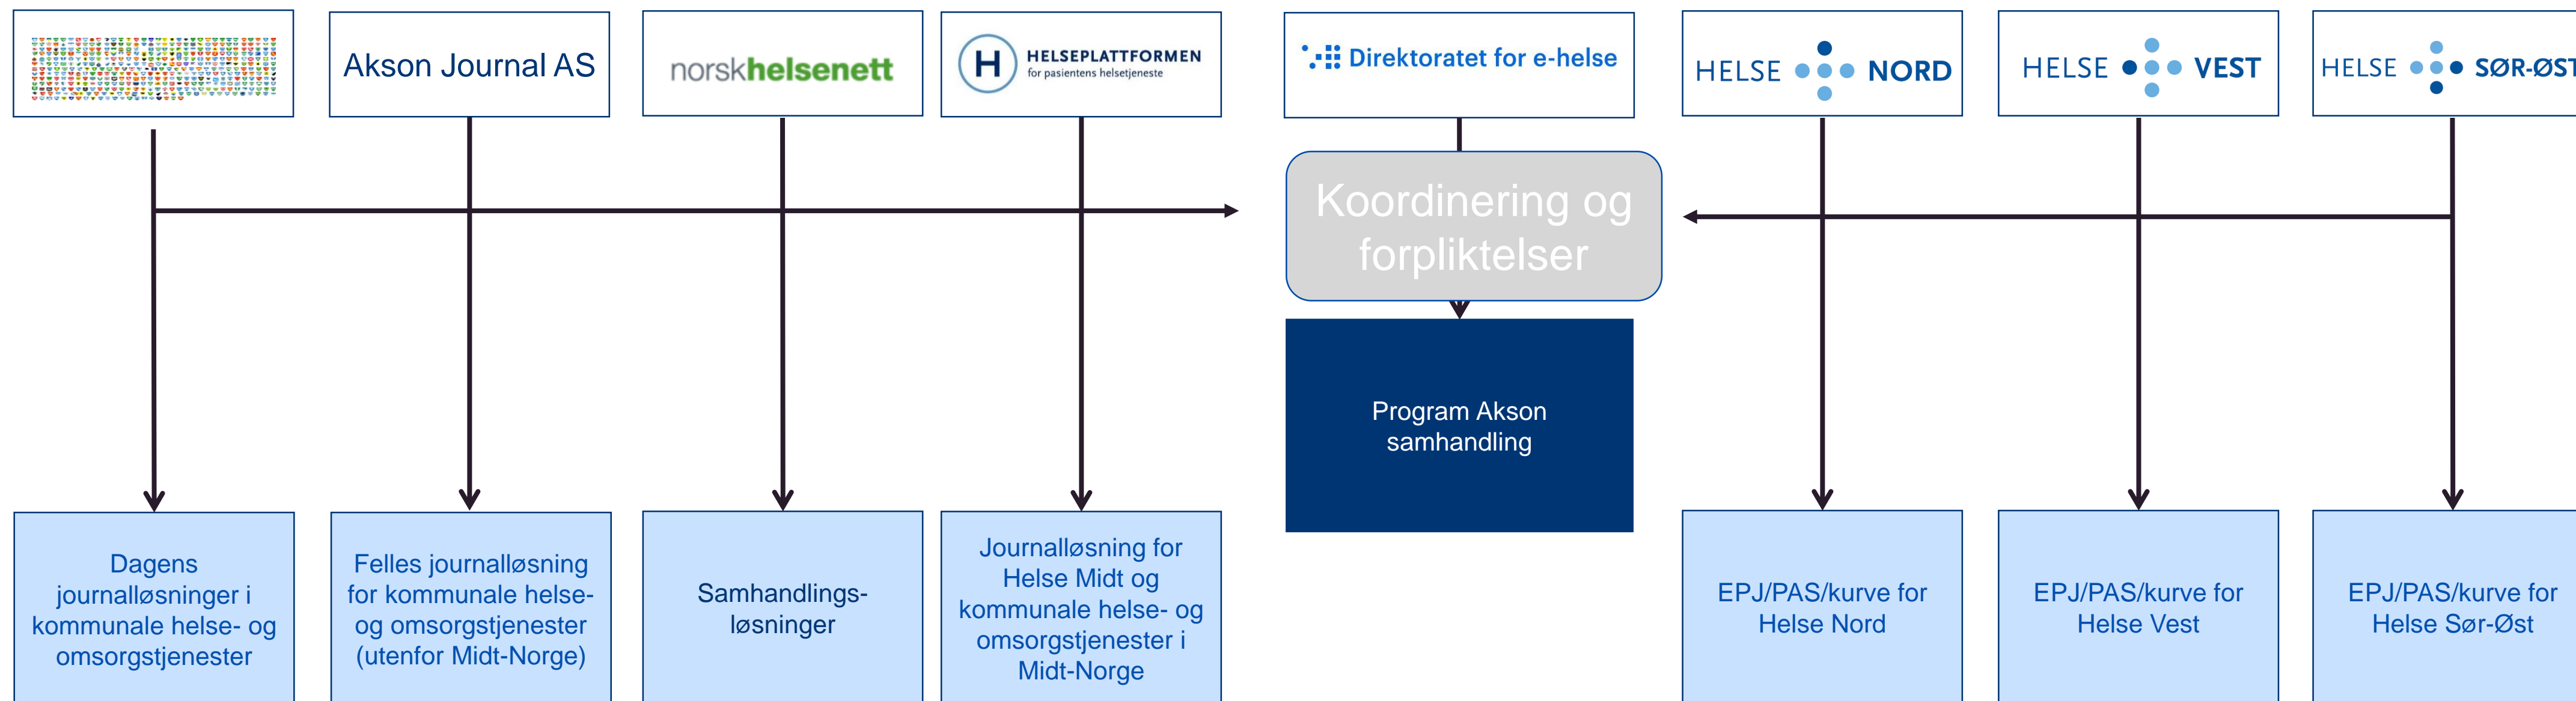 Akson Journal AS
norskhelsenett
H HELSEPLATTFORMEN
for pasientens helsetjeneste
Direktoratet for e-helse
HELSE NORD
HELSE VEST
HELSE SØR-ØST
Koordinering og
forpliktelser
Program Akson
samhandling
Dagens
journalløsninger i
kommunale helse- og
omsorgstjenester
Felles journalløsning
for kommunale helse-
og omsorgstjenester
(utenfor Midt-Norge)
Samhandlings-
løsninger
Journalløsning for
Helse Midt og
kommunale helse- og
omsorgstjenester i
Midt-Norge
EPJ/PAS/kurve for
Helse Nord
EPJ/PAS/kurve for
Helse Vest
EPJ/PAS/kurve for
Helse Sør-Øst